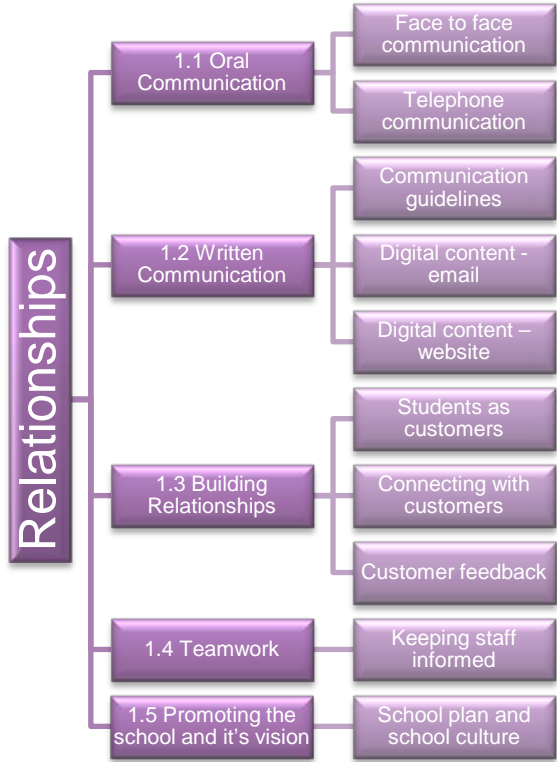 Relationships
1.1 Oral
Communication
Face to face
communication
Telephone
communication
1.2 Written
Communication
Communication
guidelines
Digital content -
email
Digital content –
website
1.3 Building
Relationships
Students as
customers
Connecting with
customers
Customer feedback
1.4 Teamwork
Keeping staff
informed
1.5 Promoting the
school and it's vision
School plan and
school culture